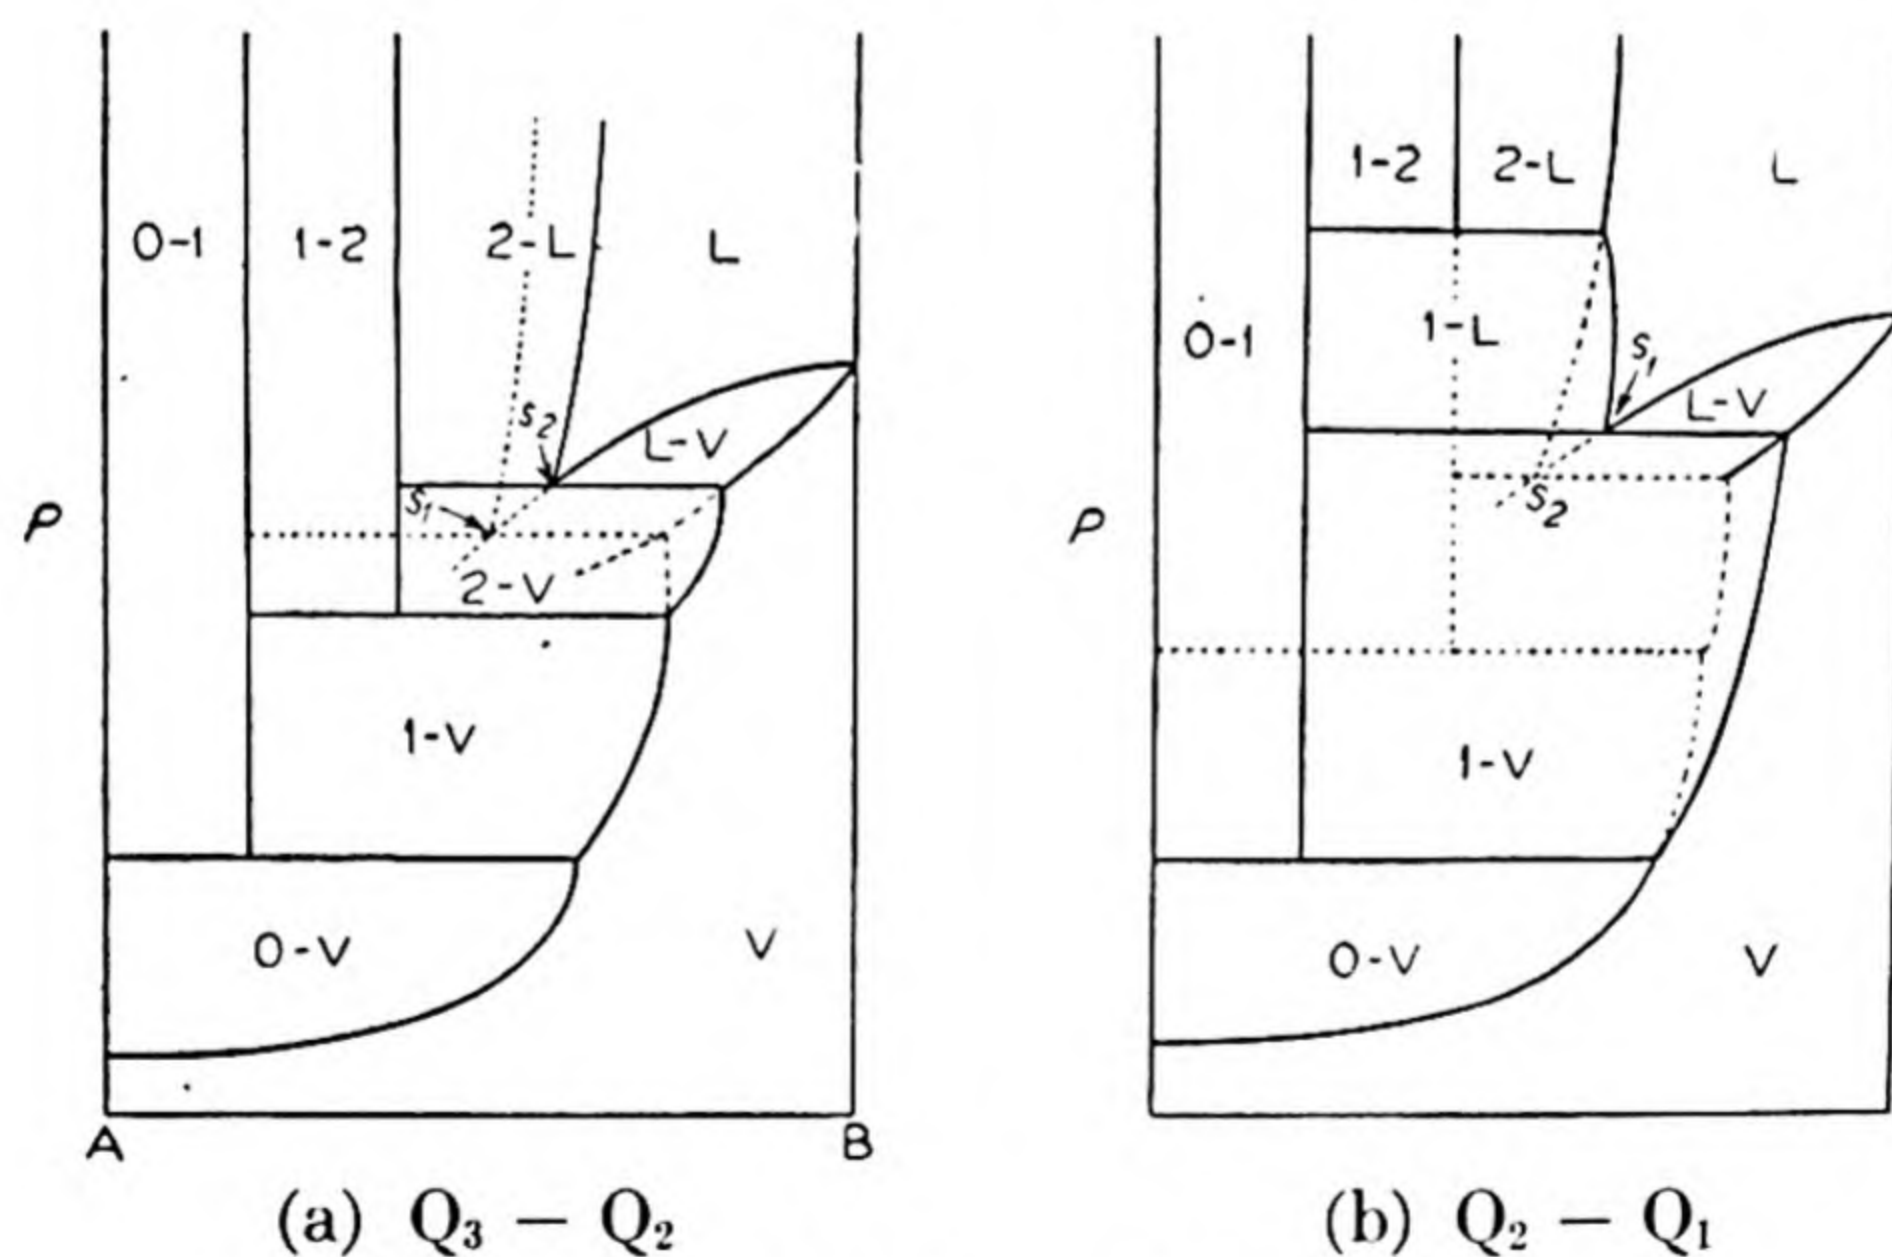 0-1 1-2 2-L L
S2
L-V
S1
2-V
1-V
0-V V
P
A B
(a) Q3 — Q2
1-2 2-L L
0-1 1-L S1
L-V
S2
P
1-V
0-V V
(b) Q2 — Q1